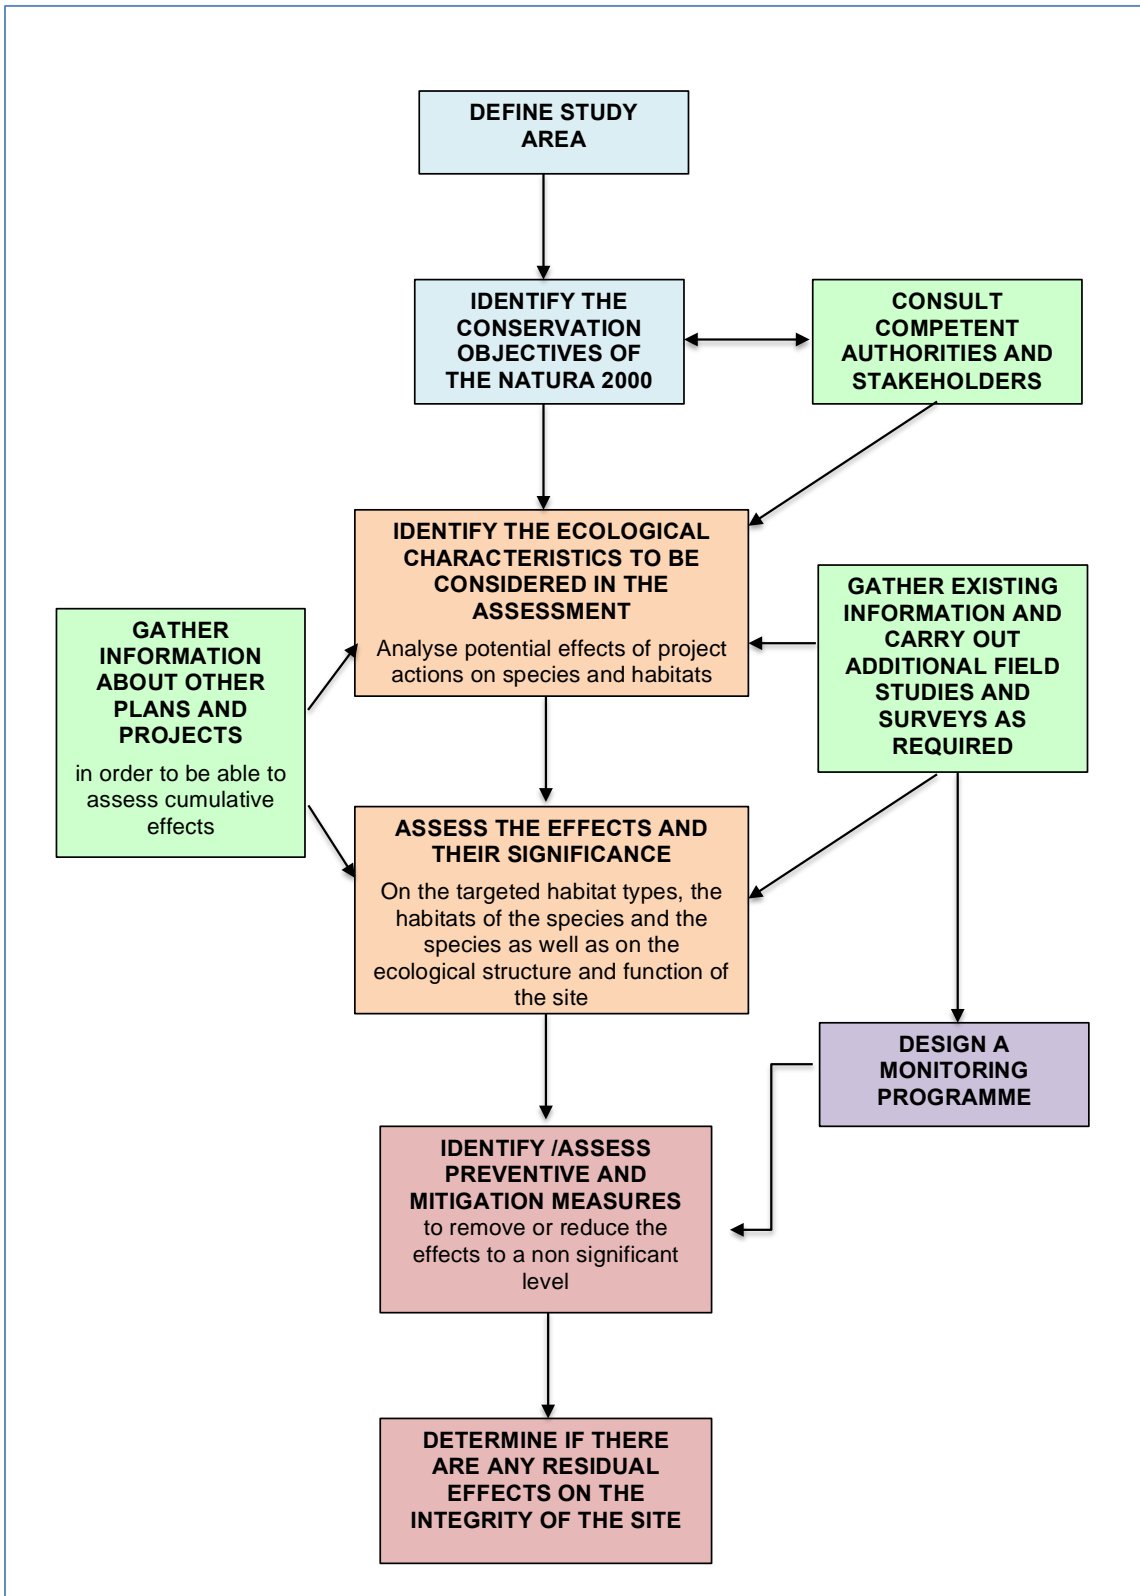 DEFINE STUDY
AREA
IDENTIFY THE
CONSERVATION
OBJECTIVES OF
THE NATURA 2000
CONSULT
COMPETENT
AUTHORITIES AND
STAKEHOLDERS
IDENTIFY THE ECOLOGICAL
CHARACTERISTICS TO BE
CONSIDERED IN THE
ASSESSMENT
Analyse potential effects of project
actions on species and habitats
GATHER EXISTING
INFORMATION AND
CARRY OUT
ADDITIONAL FIELD
STUDIES AND
SURVEYS AS
REQUIRED
GATHER
INFORMATION
ABOUT OTHER
PLANS AND
PROJECTS
in order to be able to
assess cumulative
effects
ASSESS THE EFFECTS AND
THEIR SIGNIFICANCE
On the targeted habitat types, the
habitats of the species and the
species as well as on the
ecological structure and function of
the site
DESIGN A
MONITORING
PROGRAMME
IDENTIFY /ASSESS
PREVENTIVE AND
MITIGATION MEASURES
to remove or reduce the
effects to a non significant
level
DETERMINE IF THERE
ARE ANY RESIDUAL
EFFECTS ON THE
INTEGRITY OF THE SITE